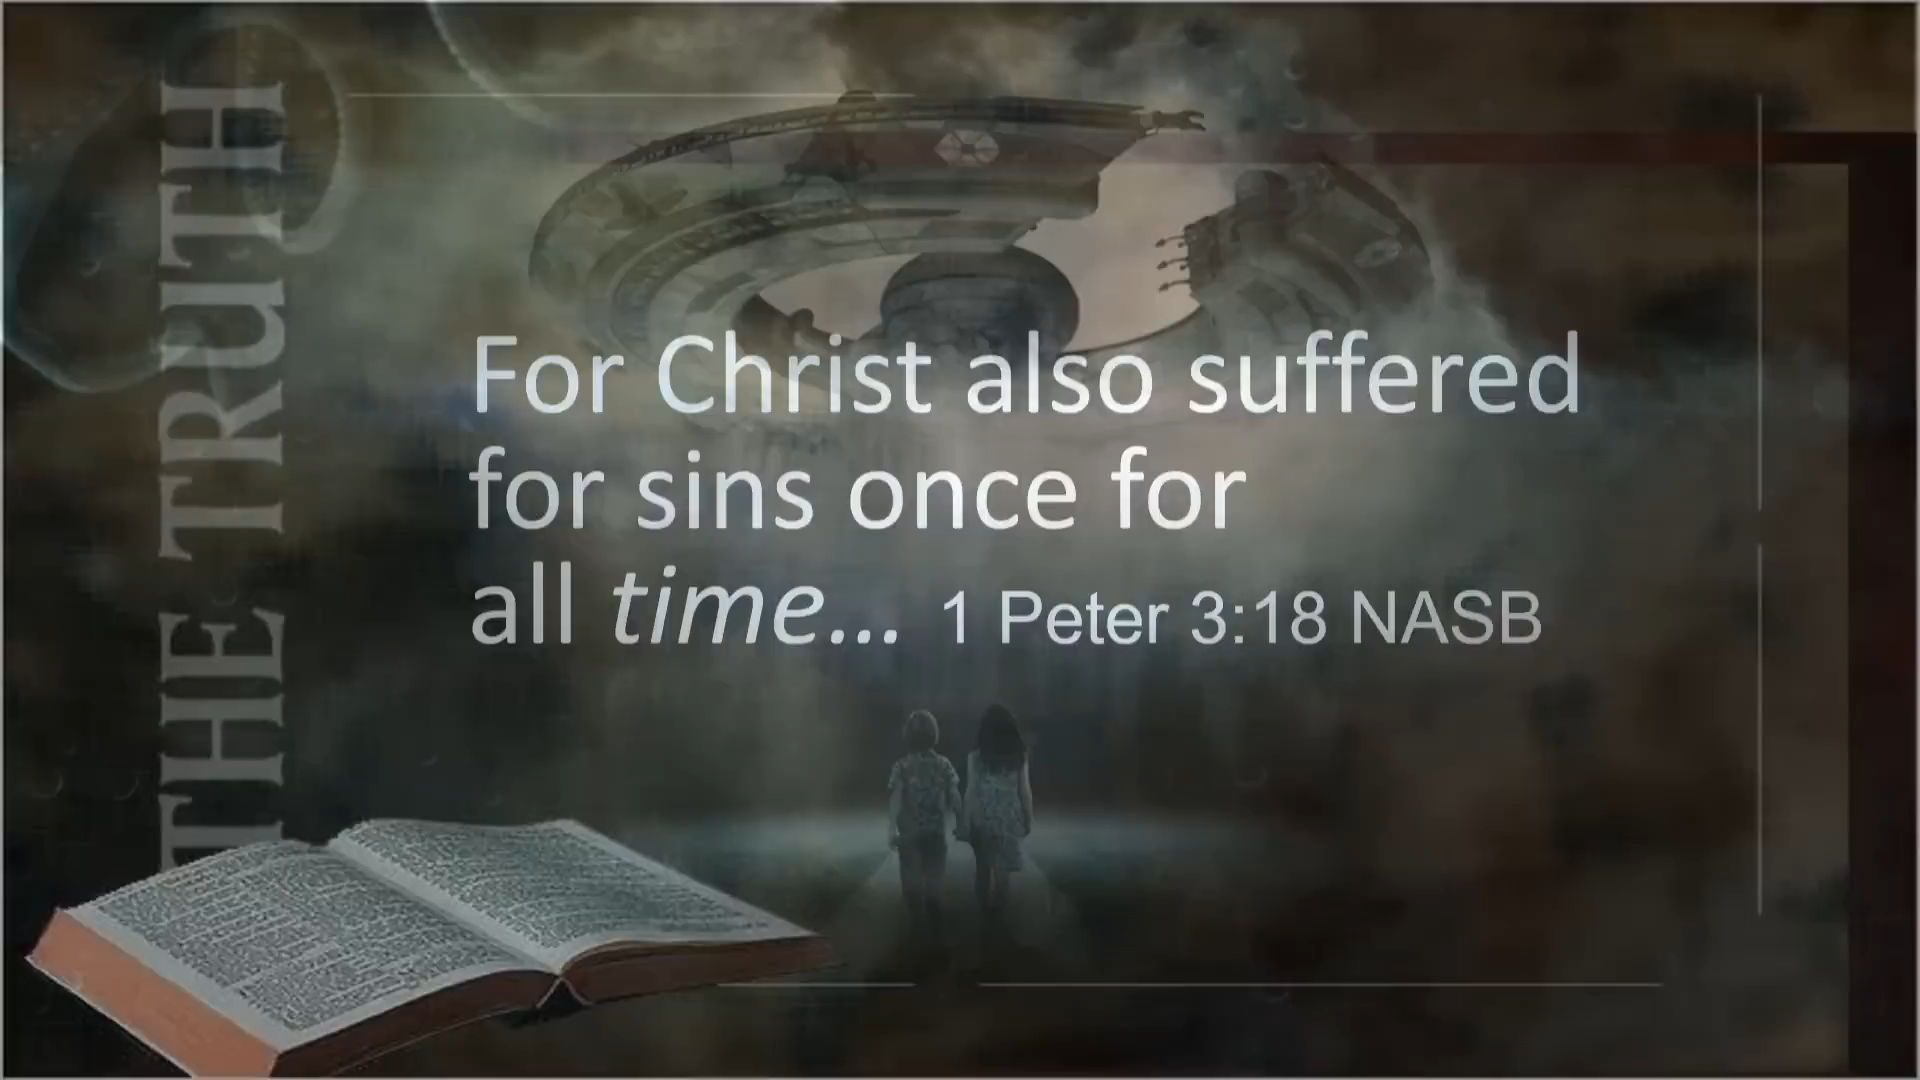 THE TRUTH
For Christ also suffered
for sins once for
all time... 1 Peter 3:18 NASB